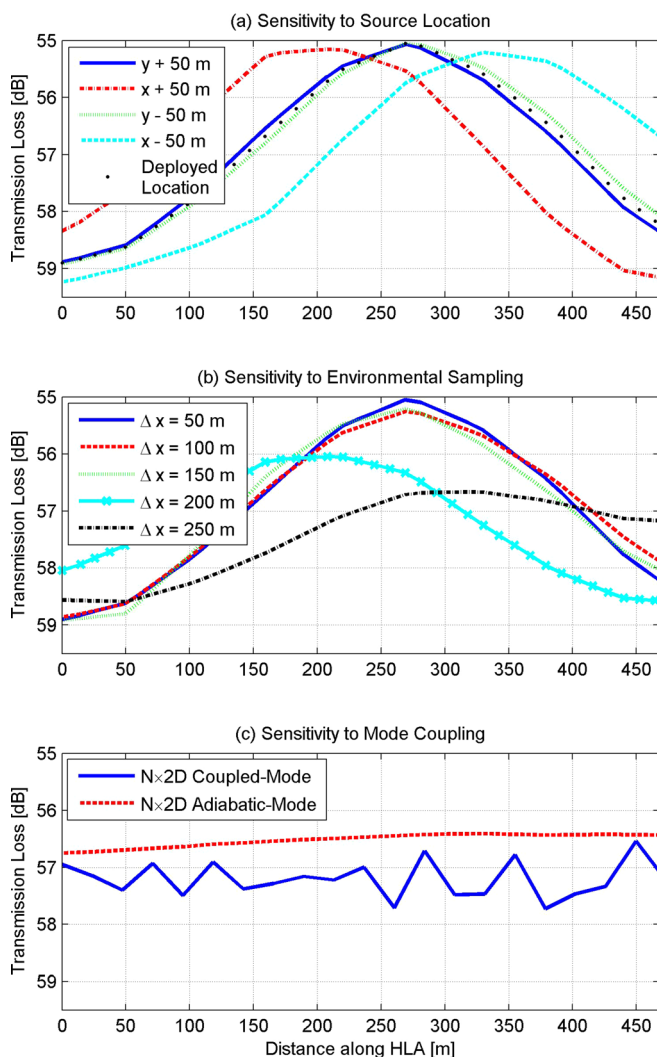 (a) Sensitivity to Source Location
Transmission Loss [dB]
55
56
57
58
59
y + 50 m
x + 50 m
y - 50 m
x - 50 m
Deployed
Location
0
50
100
150
200
250
300
350
400
450
(b) Sensitivity to Environmental Sampling
Transmission Loss [dB]
55
56
57
58
59
Δ x = 50 m
Δ x = 100 m
Δ x = 150 m
Δ x = 200 m
Δ x = 250 m
0
50
100
150
200
250
300
350
400
450
(c) Sensitivity to Mode Coupling
Transmission Loss [dB]
55
56
57
58
59
N×2D Coupled-Mode
N×2D Adiabatic-Mode
0
50
100
150
200
250
300
350
400
450
Distance along HLA [m]